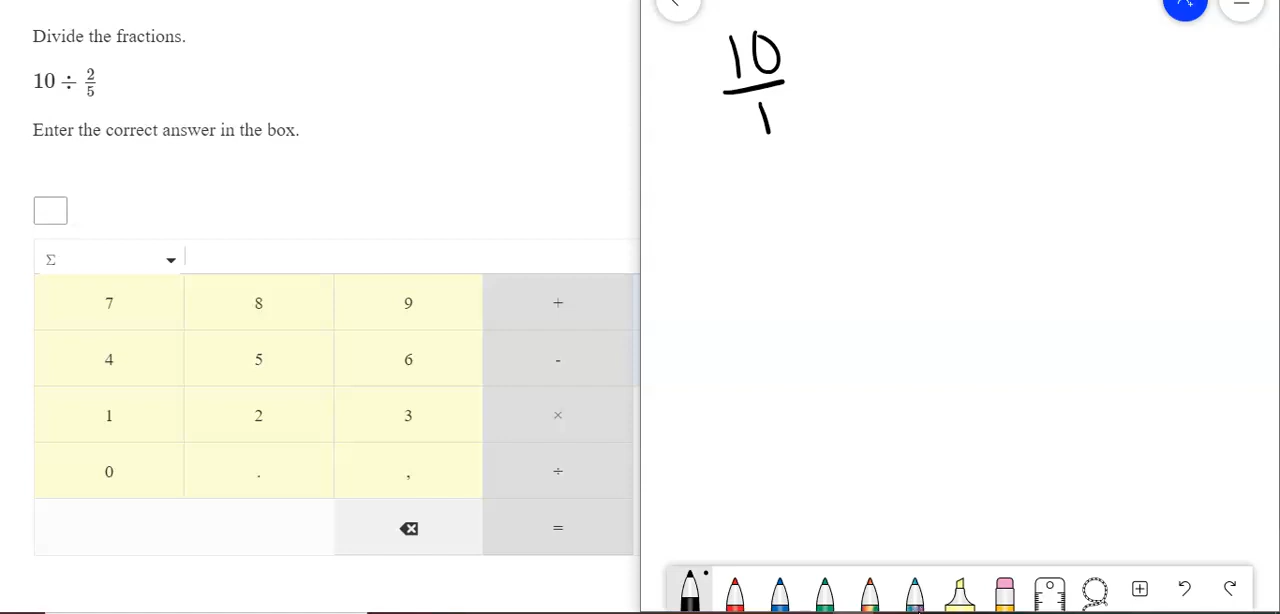 Divide the fractions.
10 ÷ 2/5
Enter the correct answer in the box.
Σ
7 8 9 +
4 5 6 -
1 2 3 ×
0 . , ÷
=
10
1